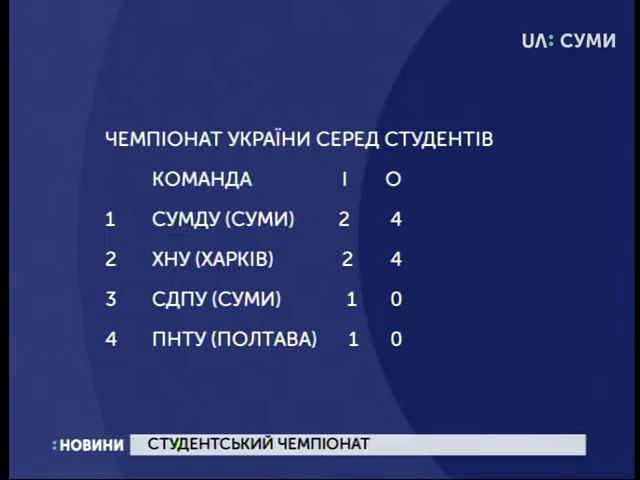 UA: СУМИ
ЧЕМПІОНАТ УКРАЇНИ СЕРЕД СТУДЕНТІВ
КОМАНДА І О
1 СУМДУ (СУМИ) 2 4
2 ХНУ (ХАРКІВ) 2 4
3 СДПУ (СУМИ) 1 0
4 ПНТУ (ПОЛТАВА) 1 0
:НОВИНИ СТУДЕНТСЬКИЙ ЧЕМПІОНАТ